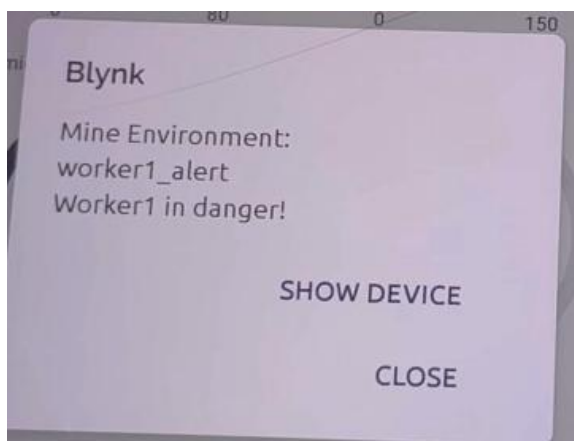 80
0
150
Blynk
Mine Environment:
worker1_alert
Worker1 in danger!
SHOW DEVICE
CLOSE